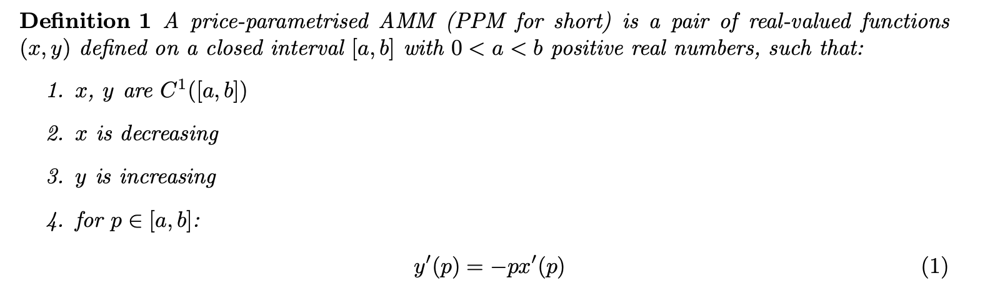 Definition 1 A price-parametrised AMM (PPM for short) is a pair of real-valued functions
(x, y) defined on a closed interval [a, b] with 0 < a < b positive real numbers, such that:
1. x, y are C¹([a, b])
2. x is decreasing
3. y is increasing
4. for p ∈ [a, b]:
y′(p) = −px′(p) (1)